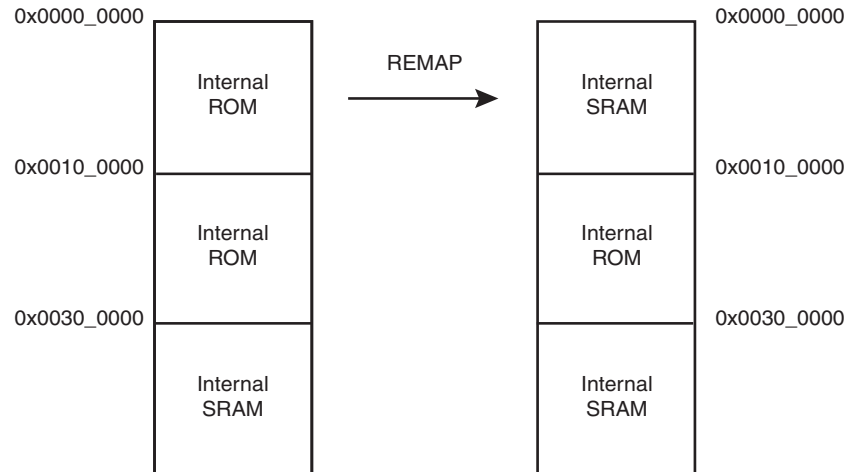 0x0000_0000
Internal
ROM
REMAP
Internal
SRAM
0x0000_0000
0x0010_0000
Internal
ROM
Internal
ROM
0x0010_0000
0x0030_0000
Internal
SRAM
Internal
SRAM
0x0030_0000